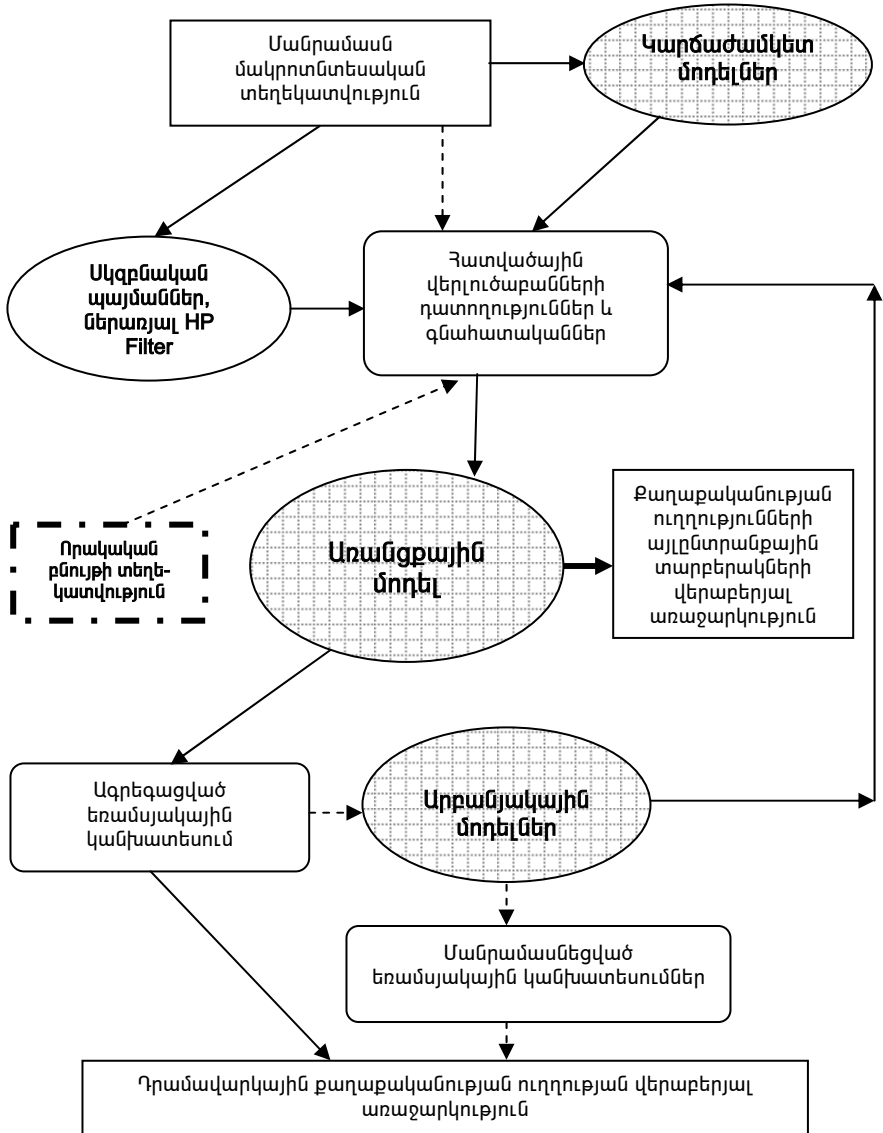 Մանրամասն
մակրոտնտեսական
տեղեկատվություն
Կարճաժամկետ
մոդելներ
Սկզբնական
պայմաններ,
ներառյալ HP
Filter
Հատվածային
վերլուծաբանների
դատողություններ և
գնահատականներ
Որակական
բնույթի տեղե-
կատվություն
Առանցքային
մոդել
Քաղաքականության
ուղղությունների
այլընտրանքային
տարբերակների
վերաբերյալ
առաջարկություն
Ագրեգացված
եռամսյակային
կանխատեսում
Արբանյակային
մոդելներ
Մանրամասնեցված
եռամսյակային կանխատեսումներ
Դրամավարկային քաղաքականության ուղղության վերաբերյալ
առաջարկություն